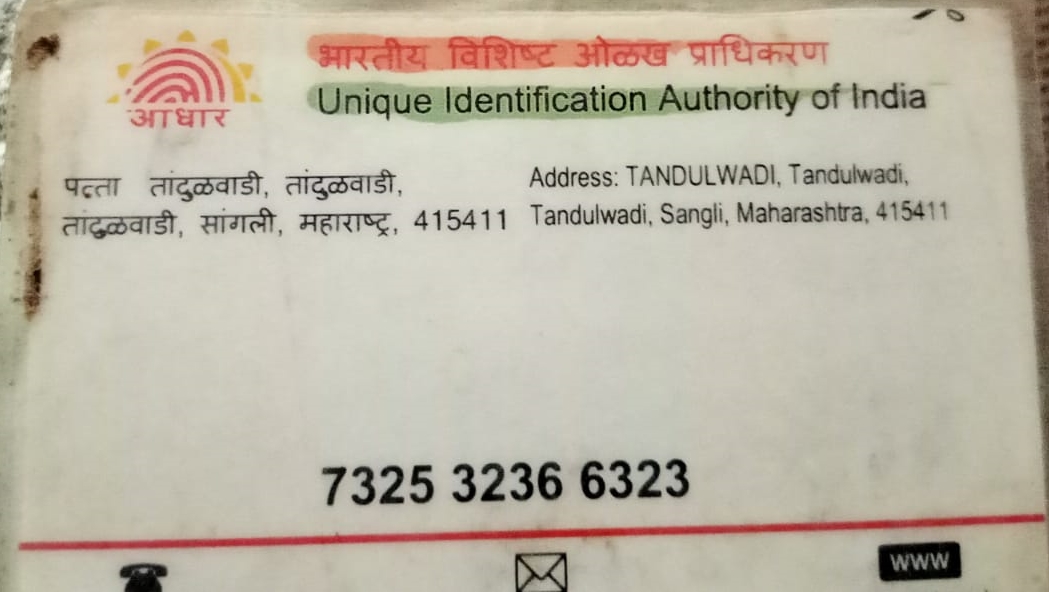 भारतीय विशिष्ट ओळख प्राधिकरण
Unique Identification Authority of India
आधार
पत्ता तांदुळवाडी, तांदुळवाडी,
तांदुळवाडी, सांगली, महाराष्ट्र, 415411
Address: TANDULWADI, Tandulwadi,
Tandulwadi, Sangli, Maharashtra, 415411
7325 3236 6323
www